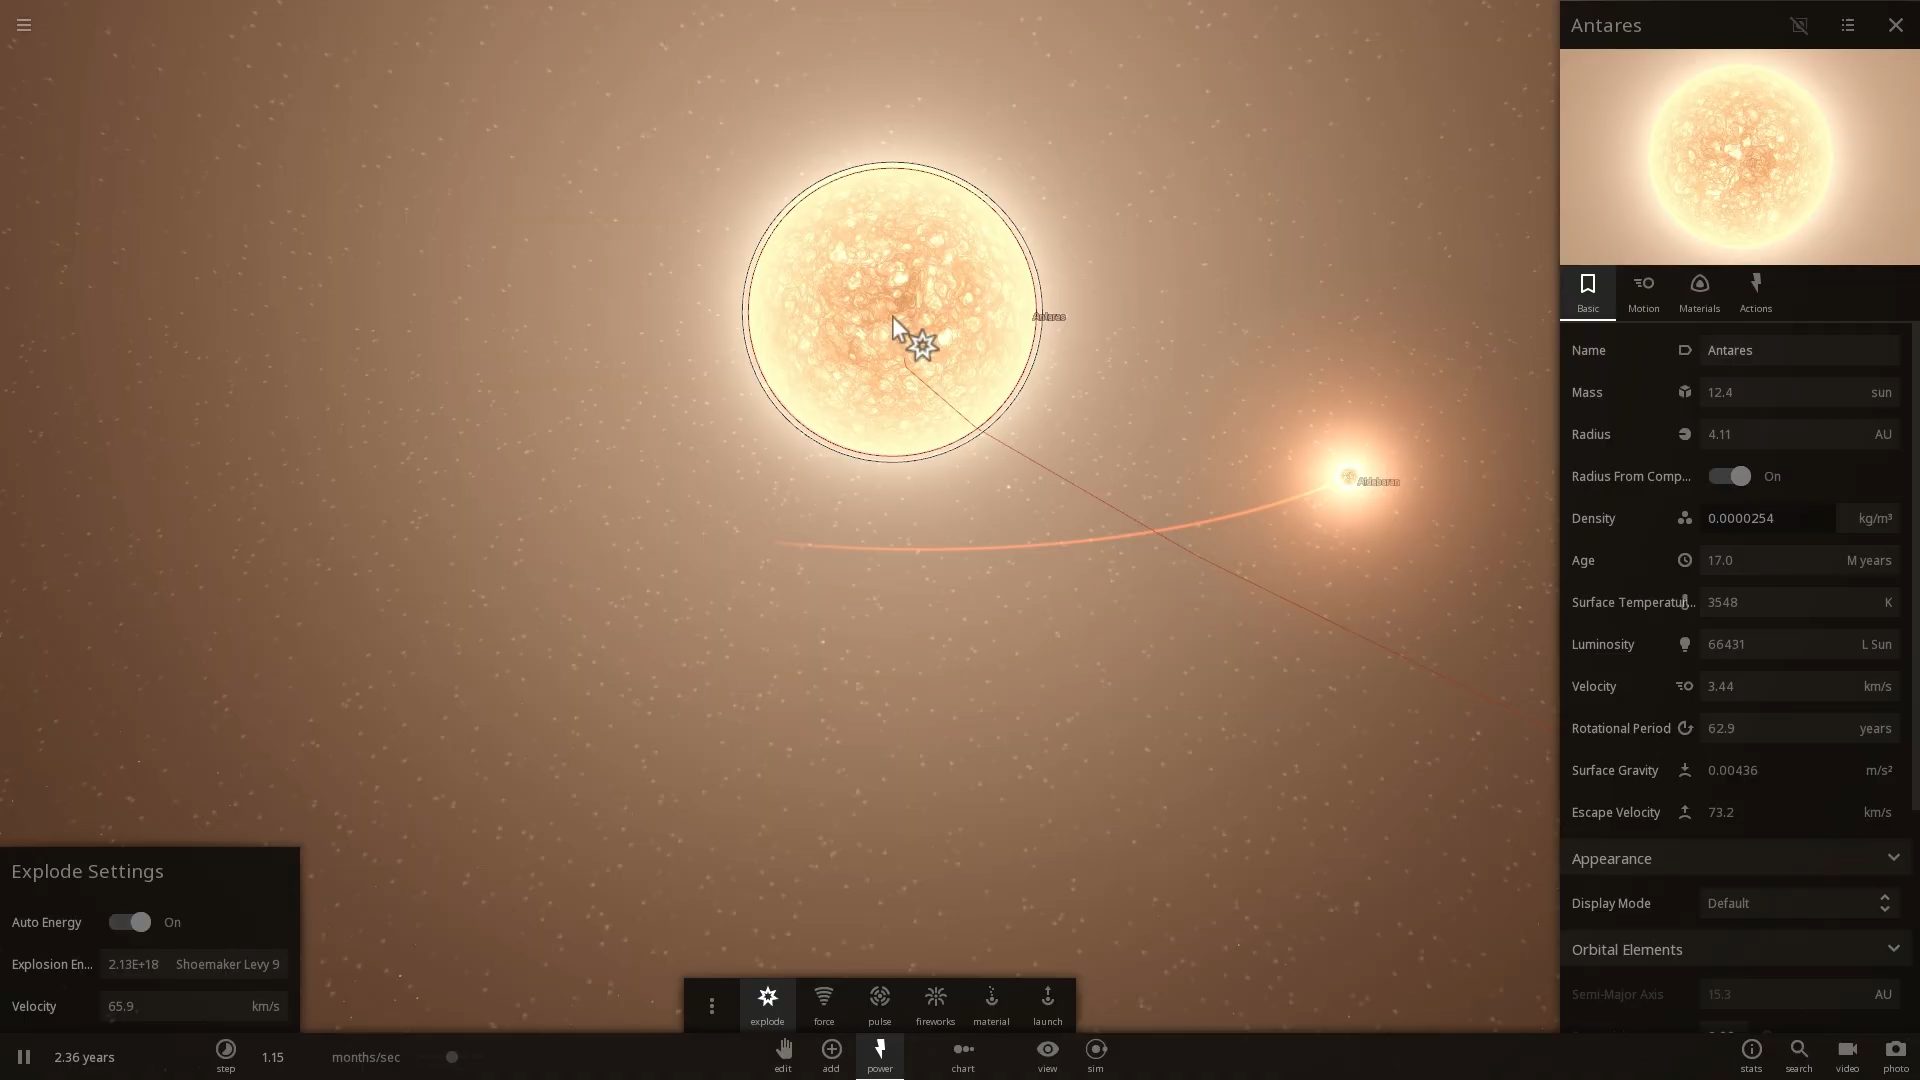 Antares
Basic
Motion
Materials
Actions
Name
Antares
Mass
12.4 sun
Radius
4.11 AU
Radius From Comp...
On
Density
0.0000254 kg/m³
Age
17.0 M years
Surface Temperatur...
3548 K
Luminosity
66431 L Sun
Velocity
3.44 km/s
Rotational Period
62.9 years
Surface Gravity
0.00436 m/s²
Escape Velocity
73.2 km/s
Appearance
Display Mode
Default
Orbital Elements
Semi-Major Axis
15.3 AU
Antares
Aldebaran
Explode Settings
Auto Energy
On
Explosion En...
2.13E+18 Shoemaker Levy 9
Velocity
65.9 km/s
explode
force
pulse
fireworks
material
launch
2.36 years
step
1.15 months/sec
edit
add
power
chart
view
sim
stats
search
video
photo